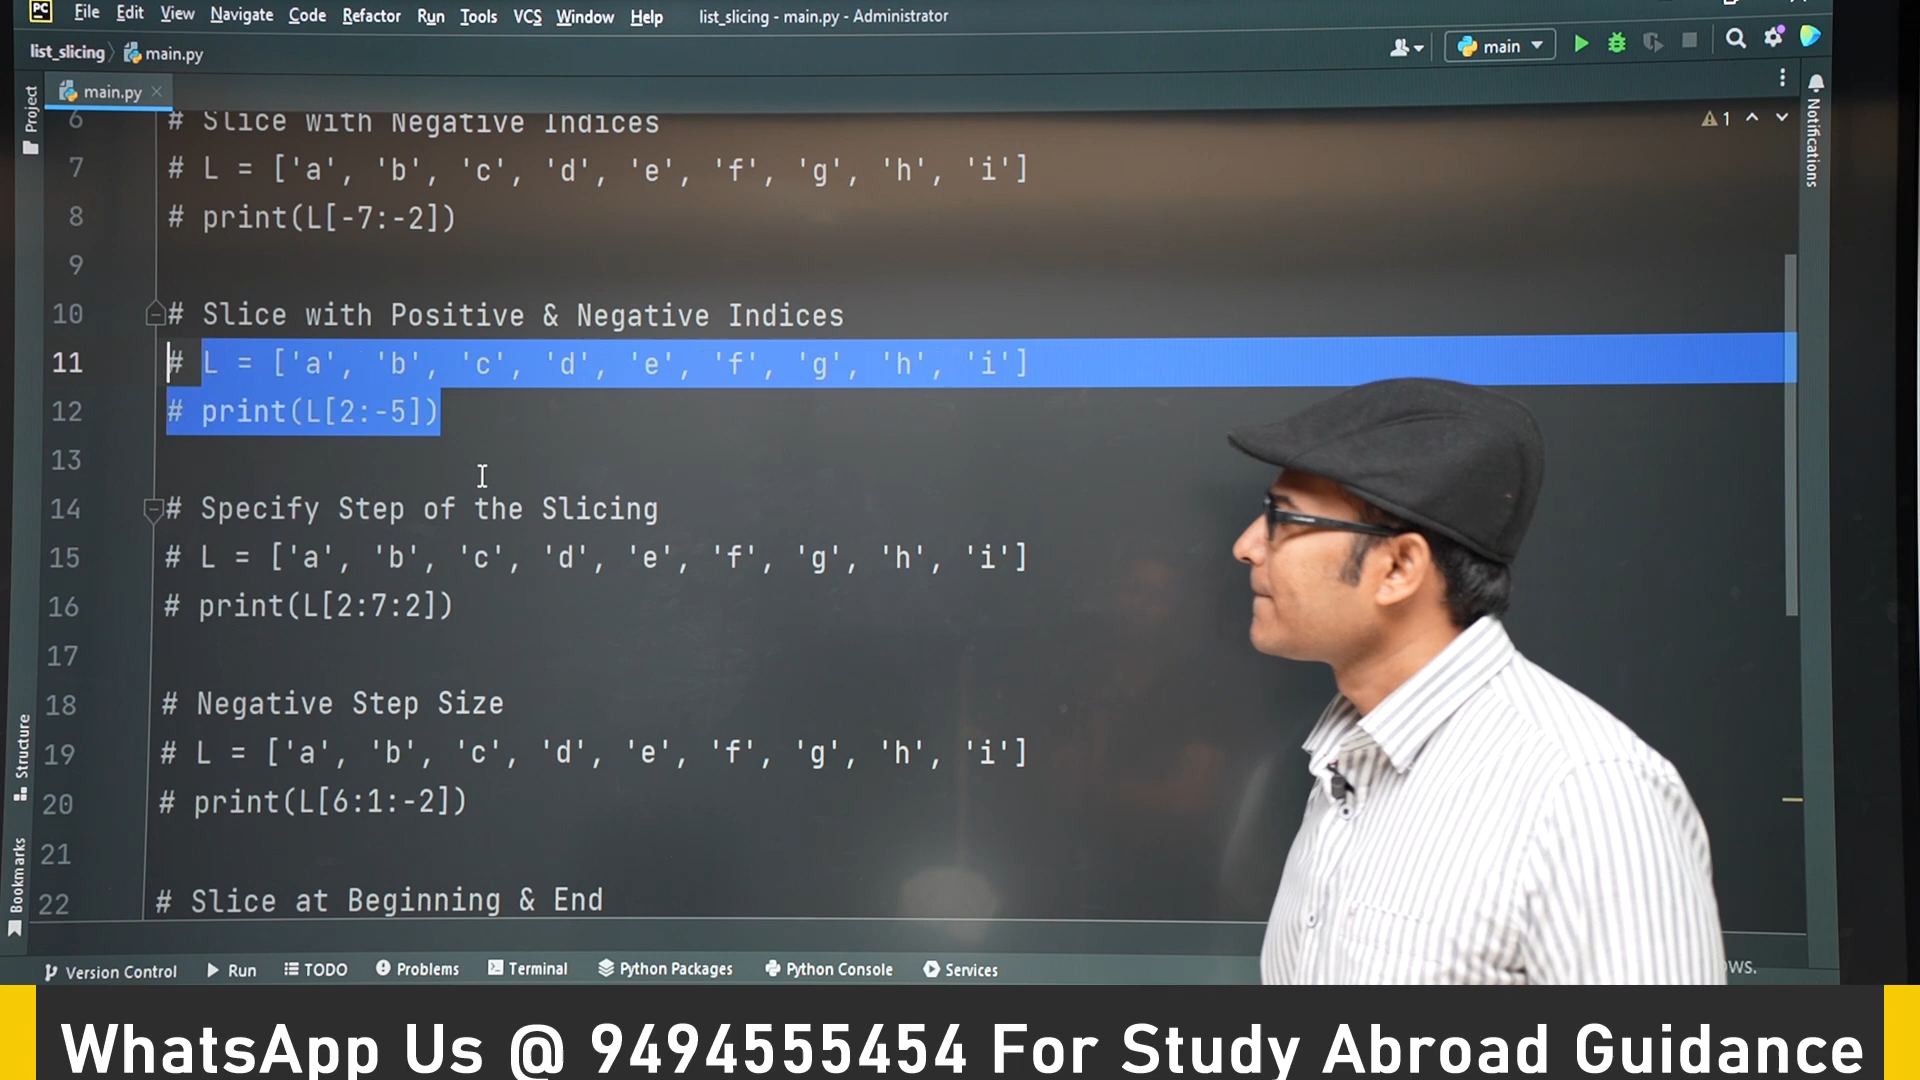 PC File Edit View Navigate Code Refactor Run Tools VCS Window Help list_slicing - main.py - Administrator
list_slicing main.py main
main.py
Project
Notifications
1
6 # Slice with Negative Indices
7 # L = ['a', 'b', 'c', 'd', 'e', 'f', 'g', 'h', 'i']
8 # print(L[-7:-2])
9
10 # Slice with Positive & Negative Indices
11 # L = ['a', 'b', 'c', 'd', 'e', 'f', 'g', 'h', 'i']
12 # print(L[2:-5])
13
14 # Specify Step of the Slicing
15 # L = ['a', 'b', 'c', 'd', 'e', 'f', 'g', 'h', 'i']
16 # print(L[2:7:2])
17
18 # Negative Step Size
19 # L = ['a', 'b', 'c', 'd', 'e', 'f', 'g', 'h', 'i']
20 # print(L[6:1:-2])
21
22 # Slice at Beginning & End
Structure
Bookmarks
Version Control Run TODO Problems Terminal Python Packages Python Console Services
WhatsApp Us @ 9494555454 For Study Abroad Guidance